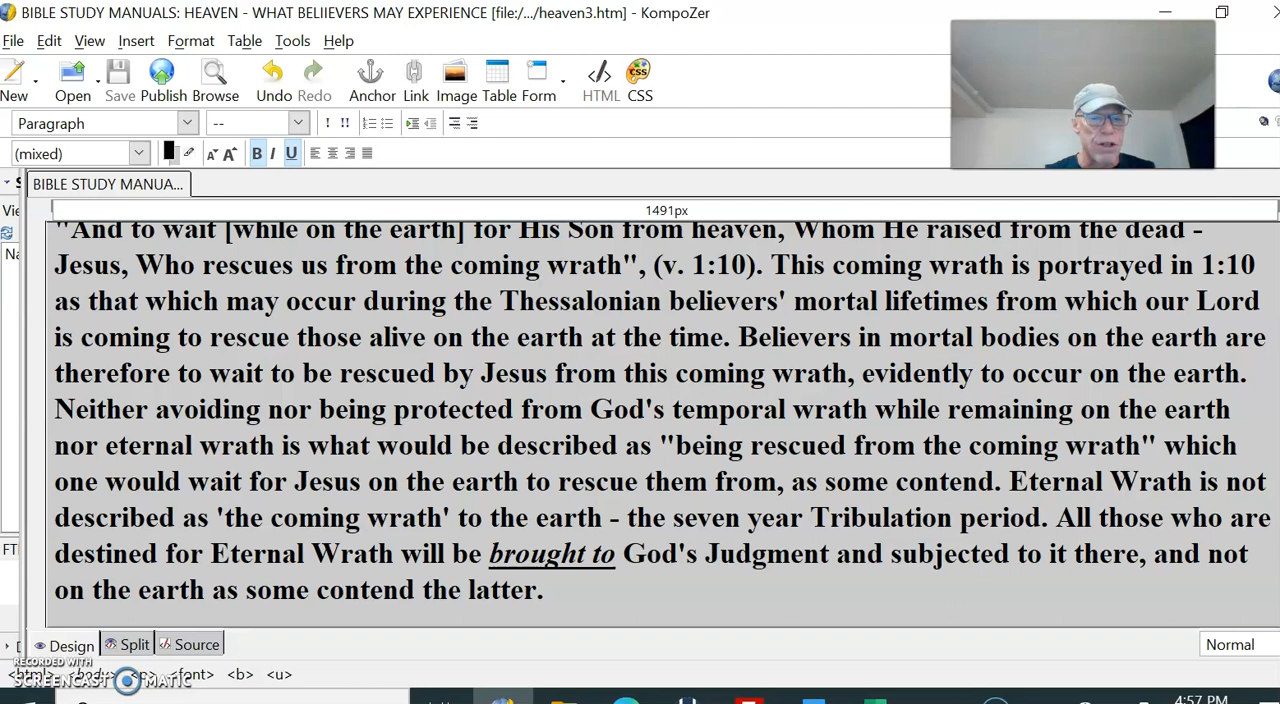 BIBLE STUDY MANUALS: HEAVEN - WHAT BELIIEVERS MAY EXPERIENCE [file:/.../heaven3.htm] - KompoZer
File Edit View Insert Format Table Tools Help
New Open Save Publish Browse Undo Redo Anchor Link Image Table Form HTML CSS
Paragraph --
(mixed)
BIBLE STUDY MANUA...
1491px
"And to wait [while on the earth] for His Son from heaven, Whom He raised from the dead -
Jesus, Who rescues us from the coming wrath", (v. 1:10). This coming wrath is portrayed in 1:10
as that which may occur during the Thessalonian believers' mortal lifetimes from which our Lord
is coming to rescue those alive on the earth at the time. Believers in mortal bodies on the earth are
therefore to wait to be rescued by Jesus from this coming wrath, evidently to occur on the earth.
Neither avoiding nor being protected from God's temporal wrath while remaining on the earth
nor eternal wrath is what would be described as "being rescued from the coming wrath" which
one would wait for Jesus on the earth to rescue them from, as some contend. Eternal Wrath is not
described as 'the coming wrath' to the earth - the seven year Tribulation period. All those who are
destined for Eternal Wrath will be brought to God's Judgment and subjected to it there, and not
on the earth as some contend the latter.
Design Split Source Normal
RECORDED WITH
SCREENCAST MATIC
<html> <body> <p> <font> <b> <u>
4:57 PM